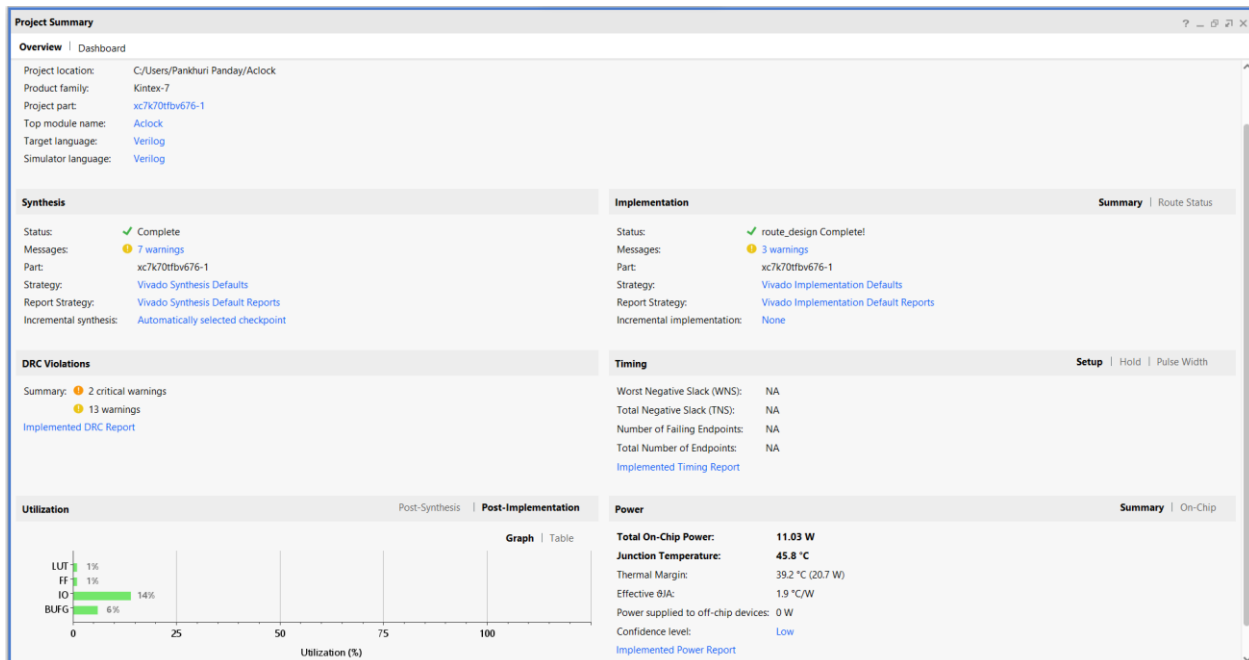 Project Summary
? _
Overview | Dashboard
Project location: C:/Users/Pankhuri Panday/Aclock
Product family: Kintex-7
Project part: xc7k70tfbv676-1
Top module name: Aclock
Target language: Verilog
Simulator language: Verilog
Synthesis
Status: Complete
Messages: 7 warnings
Part: xc7k70tfbv676-1
Strategy: Vivado Synthesis Defaults
Report Strategy: Vivado Synthesis Default Reports
Incremental synthesis: Automatically selected checkpoint
Implementation Summary | Route Status
Status: route_design Complete!
Messages: 3 warnings
Part: xc7k70tfbv676-1
Strategy: Vivado Implementation Defaults
Report Strategy: Vivado Implementation Default Reports
Incremental implementation: None
DRC Violations
Summary: 2 critical warnings
13 warnings
Implemented DRC Report
Timing Setup | Hold | Pulse Width
Worst Negative Slack (WNS): NA
Total Negative Slack (TNS): NA
Number of Failing Endpoints: NA
Total Number of Endpoints: NA
Implemented Timing Report
Utilization Post-Synthesis | Post-Implementation
Graph | Table
LUT 1%
FF 1%
IO 14%
BUFG 6%
0 25 50 75 100
Utilization (%)
Power Summary | On-Chip
Total On-Chip Power: 11.03 W
Junction Temperature: 45.8 °C
Thermal Margin: 39.2 °C (20.7 W)
Effective ϑJA: 1.9 °C/W
Power supplied to off-chip devices: 0 W
Confidence level: Low
Implemented Power Report